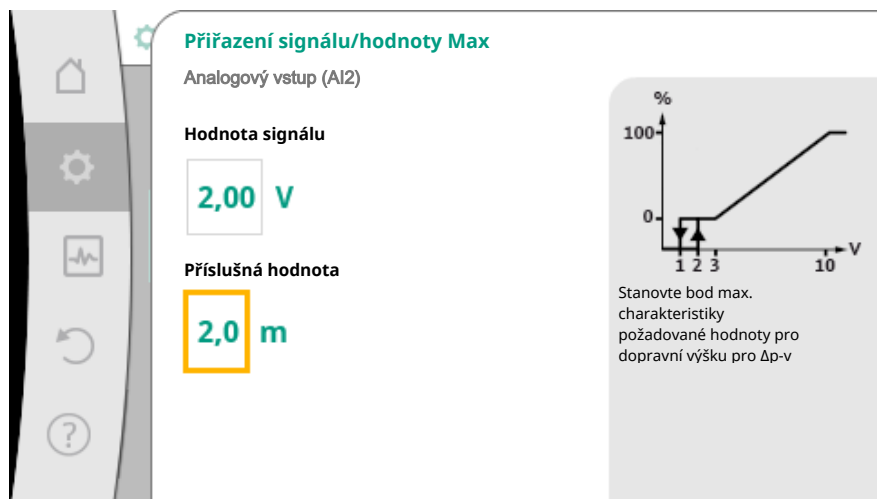 Přiřazení signálu/hodnoty Max
Analogový vstup (AI2)
Hodnota signálu
2,00 V
Příslušná hodnota
2,0 m
%
100
0
1 2 3 10 V
Stanovte bod max.
charakteristiky
požadované hodnoty pro
dopravní výšku pro Δp-v
?